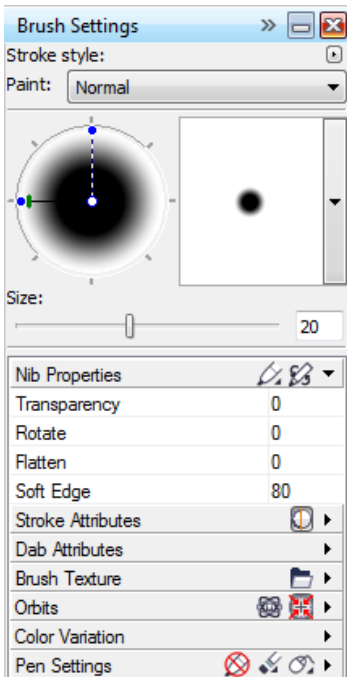 Brush Settings
Stroke style:
Paint: Normal
Size:
20
Nib Properties
Transparency 0
Rotate 0
Flatten 0
Soft Edge 80
Stroke Attributes
Dab Attributes
Brush Texture
Orbits
Color Variation
Pen Settings